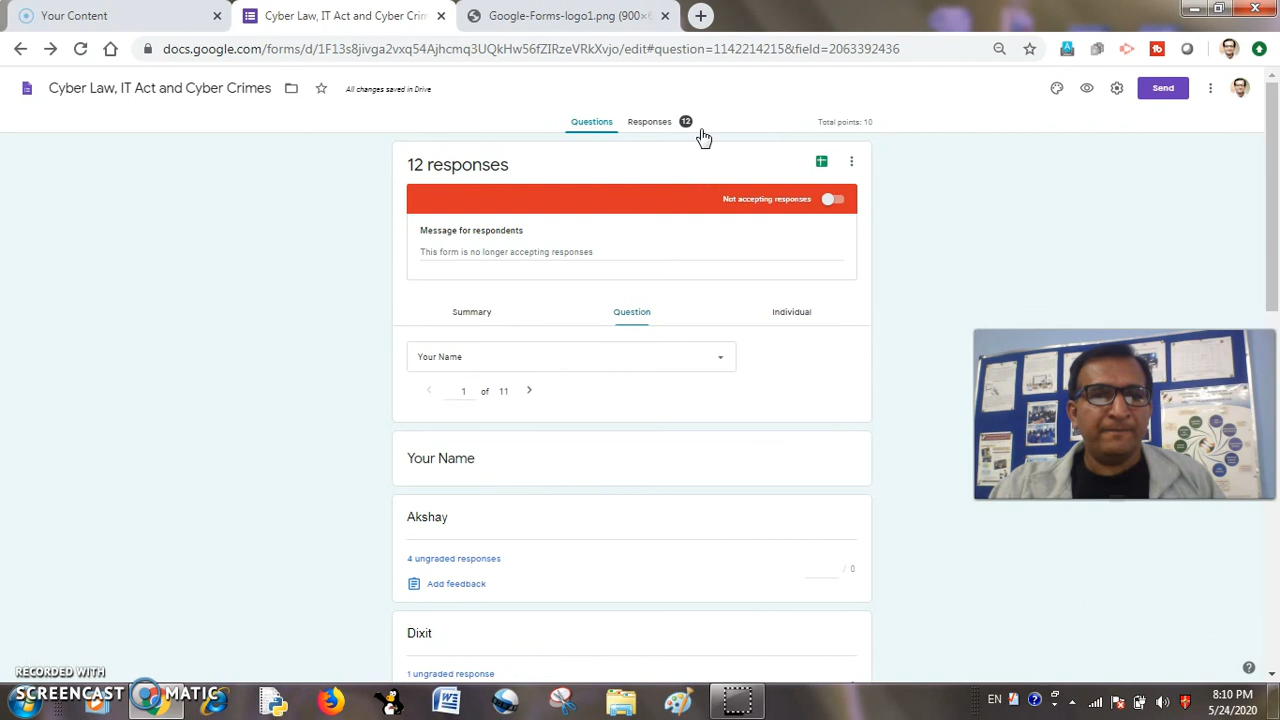 Your Content
Cyber Law, IT Act and Cyber Crim
Google-Forms-logo1.png (900×6
docs.google.com/forms/d/1F13s8jiVga2vxq54Ajhcmq3UQkHw56fZIRzeVRkXvjo/edit#question=1142214215&field=2063392436
Cyber Law, IT Act and Cyber Crimes
All changes saved in Drive
Send
Questions
Responses 12
Total points: 10
12 responses
Not accepting responses
Message for respondents
This form is no longer accepting responses
Summary
Question
Individual
Your Name
1 of 11
Your Name
Akshay
4 ungraded responses
/ 0
Add feedback
Dixit
1 ungraded response
RECORDED WITH
SCREENCAST MATIC
EN
8:10 PM
5/24/2020